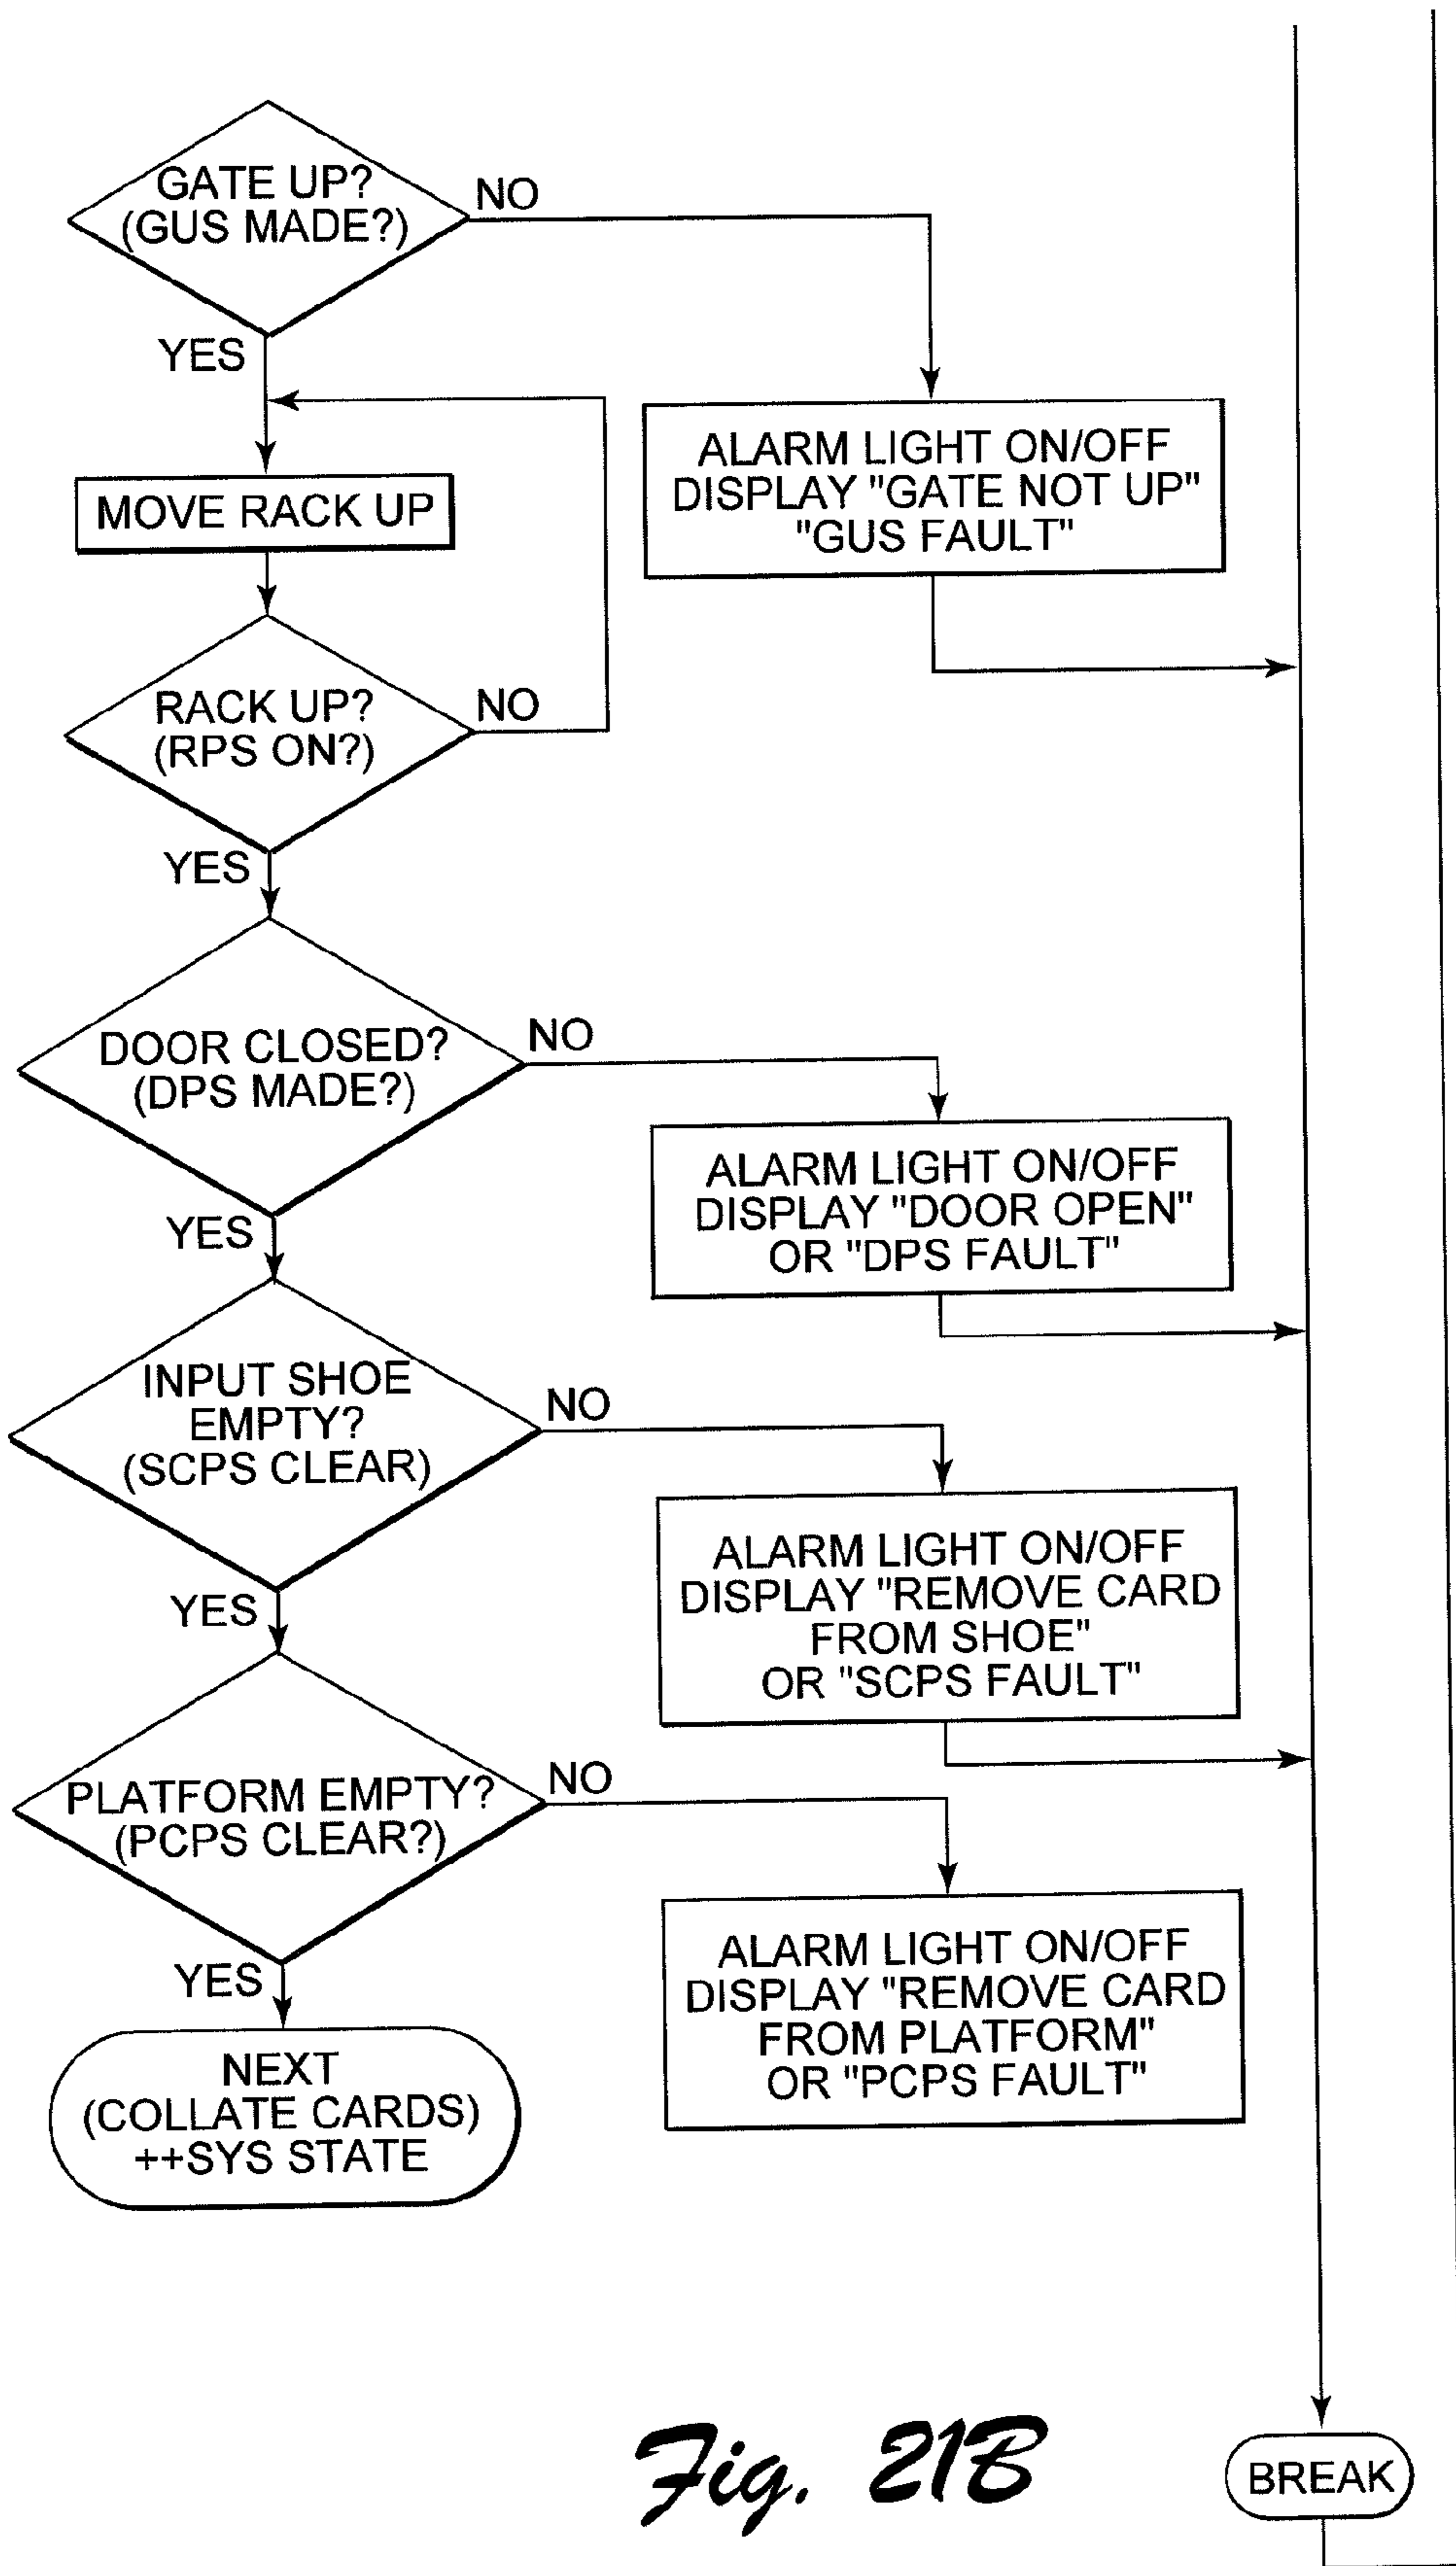 GATE UP?
(GUS MADE?)
NO
YES
MOVE RACK UP
ALARM LIGHT ON/OFF
DISPLAY "GATE NOT UP"
"GUS FAULT"
RACK UP?
(RPS ON?)
NO
YES
DOOR CLOSED?
(DPS MADE?)
NO
YES
ALARM LIGHT ON/OFF
DISPLAY "DOOR OPEN"
OR "DPS FAULT"
INPUT SHOE
EMPTY?
(SCPS CLEAR)
NO
YES
ALARM LIGHT ON/OFF
DISPLAY "REMOVE CARD
FROM SHOE"
OR "SCPS FAULT"
PLATFORM EMPTY?
(PCPS CLEAR?)
NO
YES
ALARM LIGHT ON/OFF
DISPLAY "REMOVE CARD
FROM PLATFORM"
OR "PCPS FAULT"
NEXT
(COLLATE CARDS)
++SYS STATE
Fig. 21B
BREAK